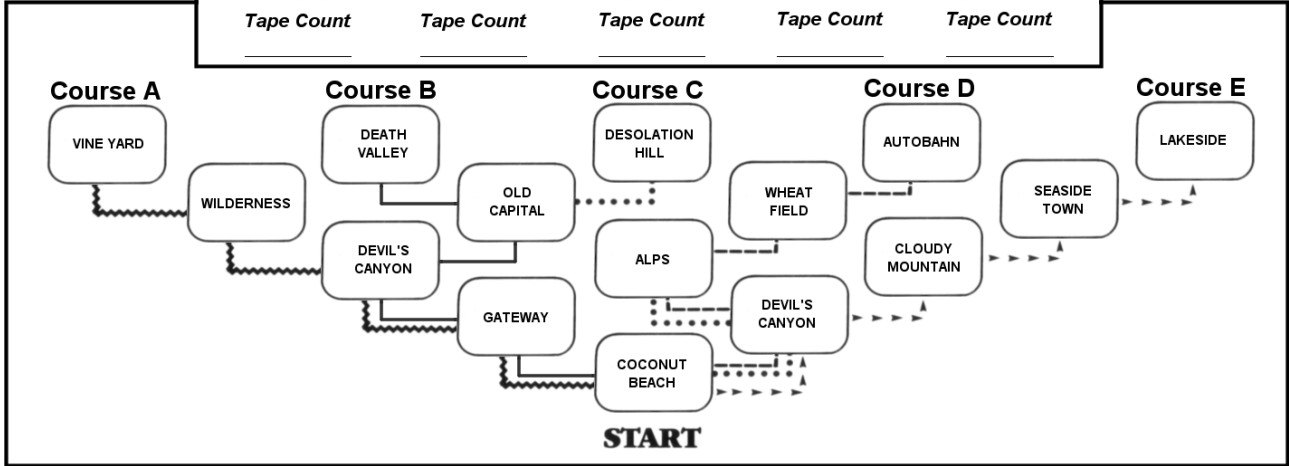 Tape Count
Tape Count
Tape Count
Tape Count
Tape Count
Course A
Course B
Course C
Course D
Course E
VINE YARD
DEATH
VALLEY
DESOLATION
HILL
AUTOBAHN
LAKESIDE
WILDERNESS
OLD
CAPITAL
WHEAT
FIELD
SEASIDE
TOWN
DEVIL'S
CANYON
ALPS
CLOUDY
MOUNTAIN
GATEWAY
DEVIL'S
CANYON
COCONUT
BEACH
START